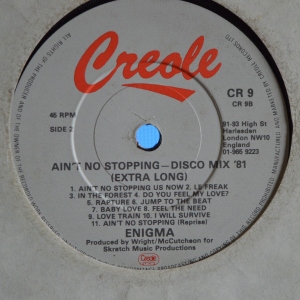 Creole
CR 9
CR 9B
45 RPM
SIDE 2
91-93 High St
Harlesden
London NW10
01-965 9223
AIN'T NO STOPPING—DISCO MIX '81
(EXTRA LONG)
1. AIN'T NO STOPPING US NOW 2. LE FREAK
3. IN THE FOREST 4. DO YOU FEEL MY LOVE?
5. RAPTURE 6. JUMP TO THE BEAT
7. BABY LOVE 8. FEEL THE NEED
9. LOVE TRAIN 10. I WILL SURVIVE
11. AIN'T NO STOPPING (Reprise)
ENIGMA
Produced by Wright/McCutcheon for
Skratch Music Productions
Creole